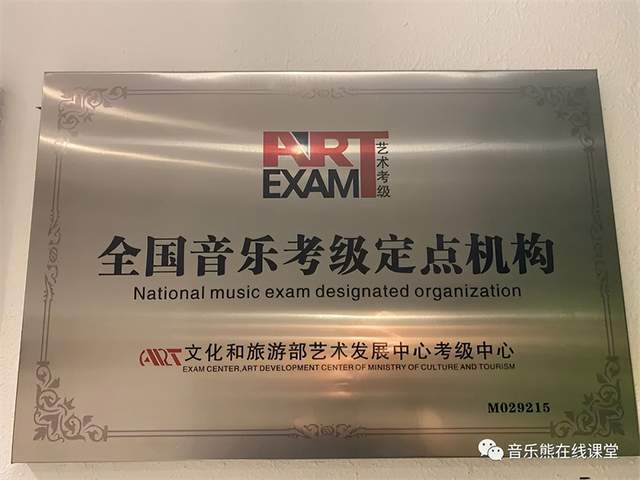 ART
EXAM
艺术考级
全国音乐考级定点机构
National music exam designated organization
ART 文化和旅游部艺术发展中心考级中心
EXAM CENTER,ART DEVELOPMENT CENTER OF MINISTRY OF CULTURE AND TOURISM
M029215
音乐熊在线课堂